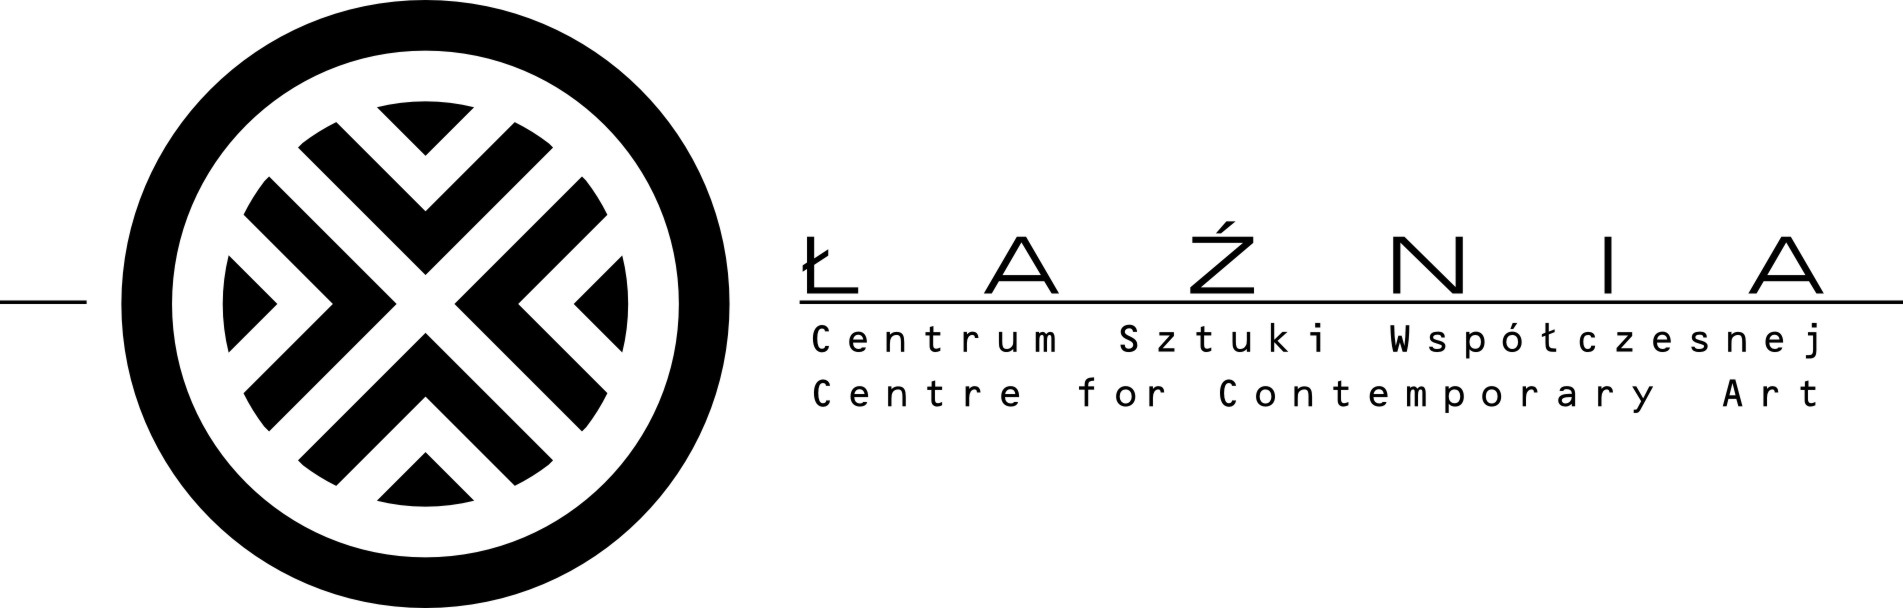 ŁAŹNIA
Centrum Sztuki Współczesnej
Centre for Contemporary Art